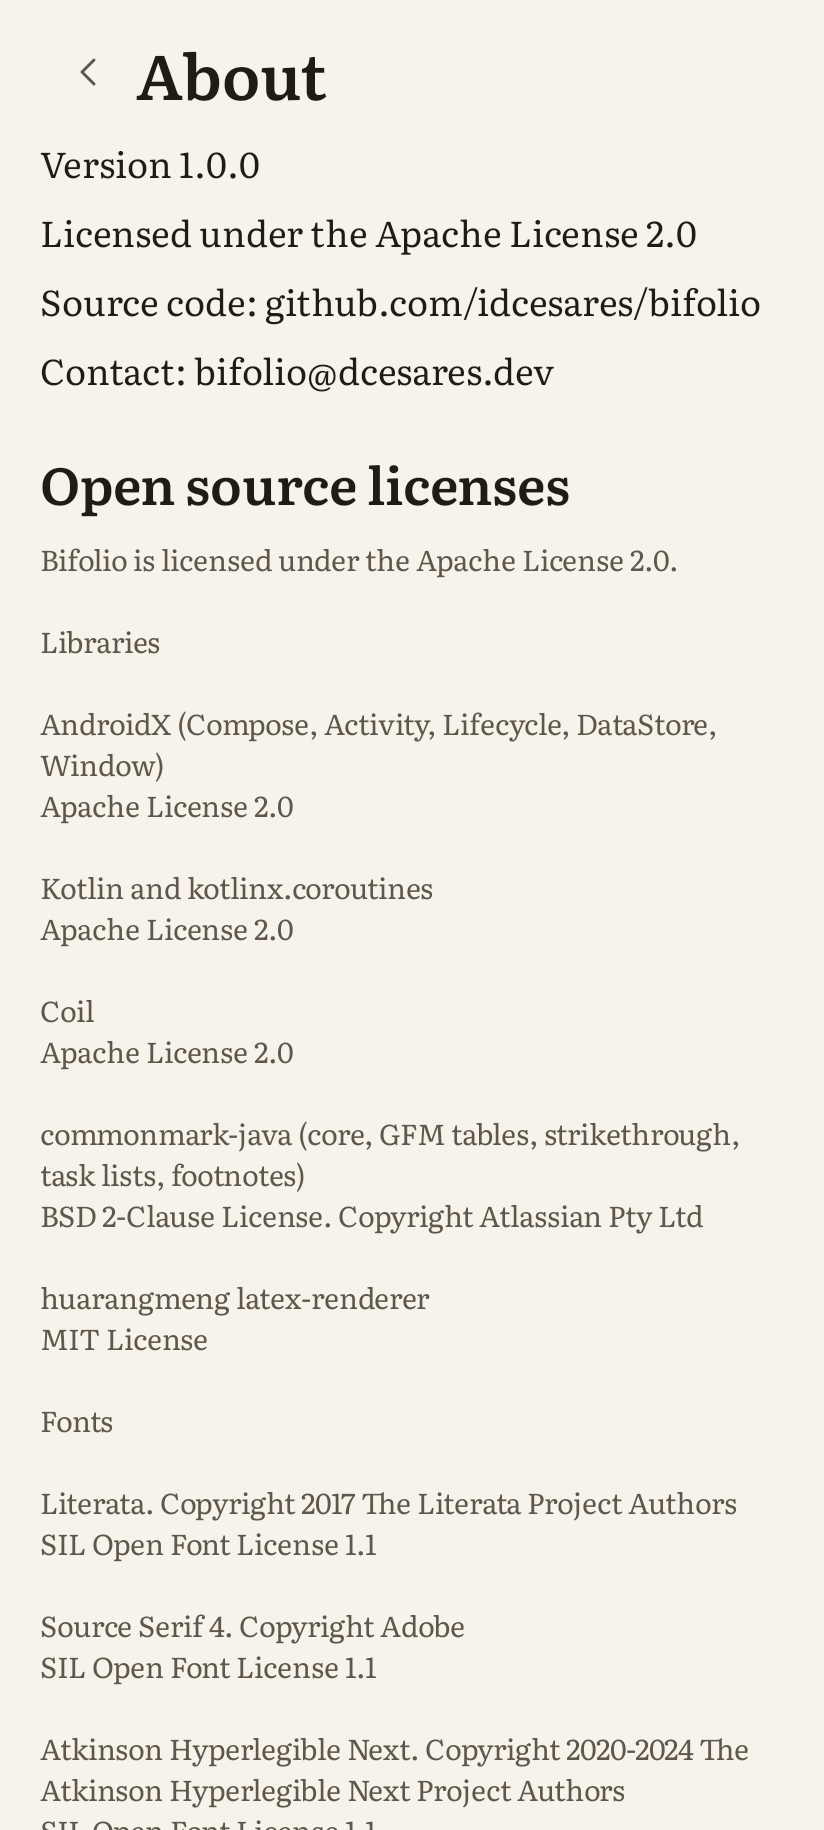 About
Version 1.0.0
Licensed under the Apache License 2.0
Source code: github.com/idcesares/bifolio
Contact: bifolio@dcesares.dev
Open source licenses
Bifolio is licensed under the Apache License 2.0.
Libraries
AndroidX (Compose, Activity, Lifecycle, DataStore,
Window)
Apache License 2.0
Kotlin and kotlinx.coroutines
Apache License 2.0
Coil
Apache License 2.0
commonmark-java (core, GFM tables, strikethrough,
task lists, footnotes)
BSD 2-Clause License. Copyright Atlassian Pty Ltd
huarangmeng latex-renderer
MIT License
Fonts
Literata. Copyright 2017 The Literata Project Authors
SIL Open Font License 1.1
Source Serif 4. Copyright Adobe
SIL Open Font License 1.1
Atkinson Hyperlegible Next. Copyright 2020-2024 The
Atkinson Hyperlegible Next Project Authors
SIL Open Font License 1.1